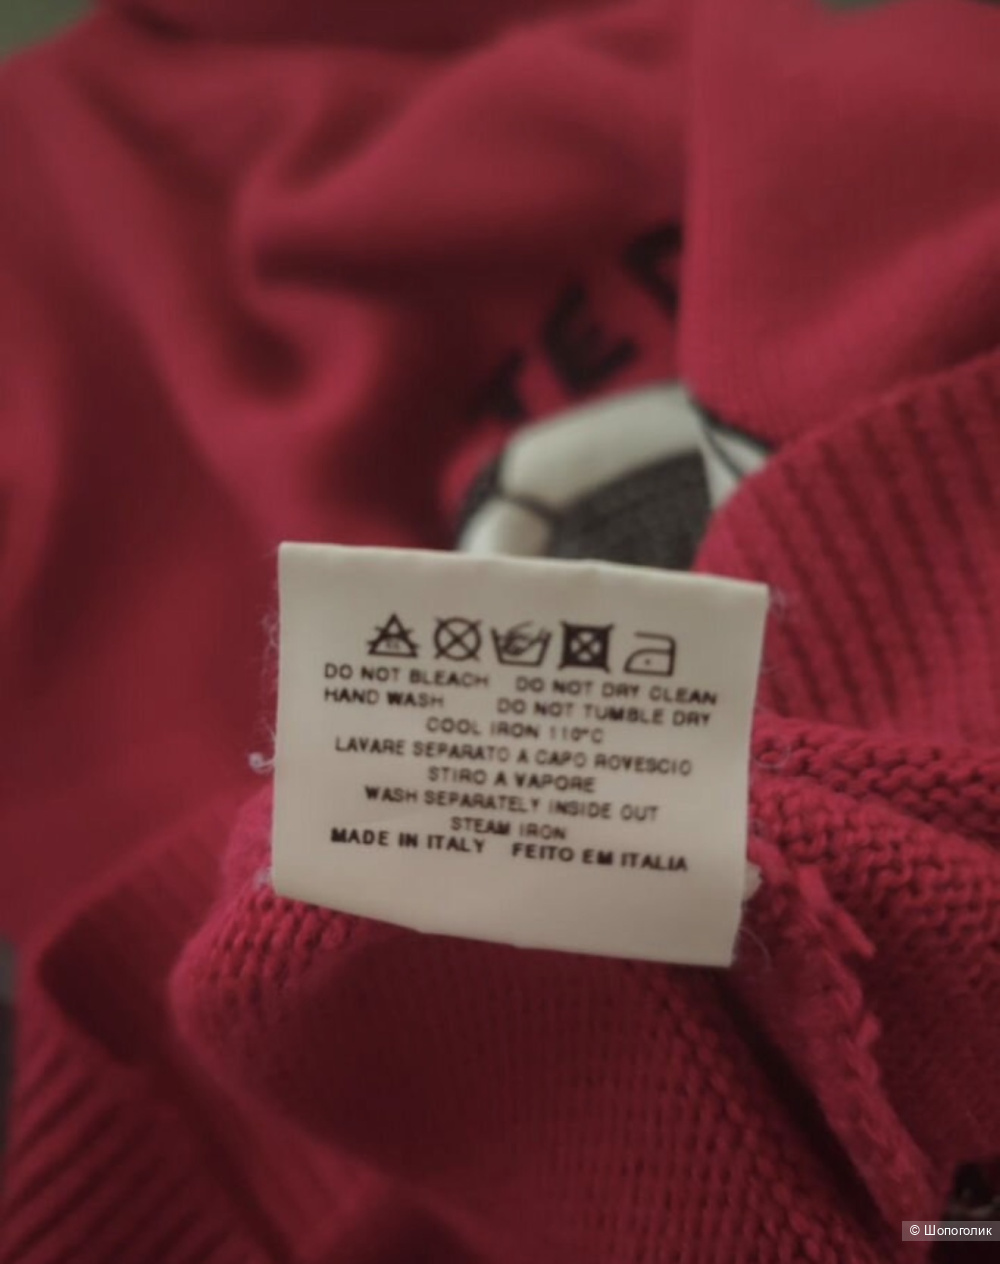 TE
DO NOT BLEACH DO NOT DRY CLEAN
HAND WASH DO NOT TUMBLE DRY
COOL IRON 110°C
LAVARE SEPARATO A CAPO ROVESCIO
STIRO A VAPORE
WASH SEPARATELY INSIDE OUT
STEAM IRON
MADE IN ITALY FEITO EM ITALIA
© Шопоголик